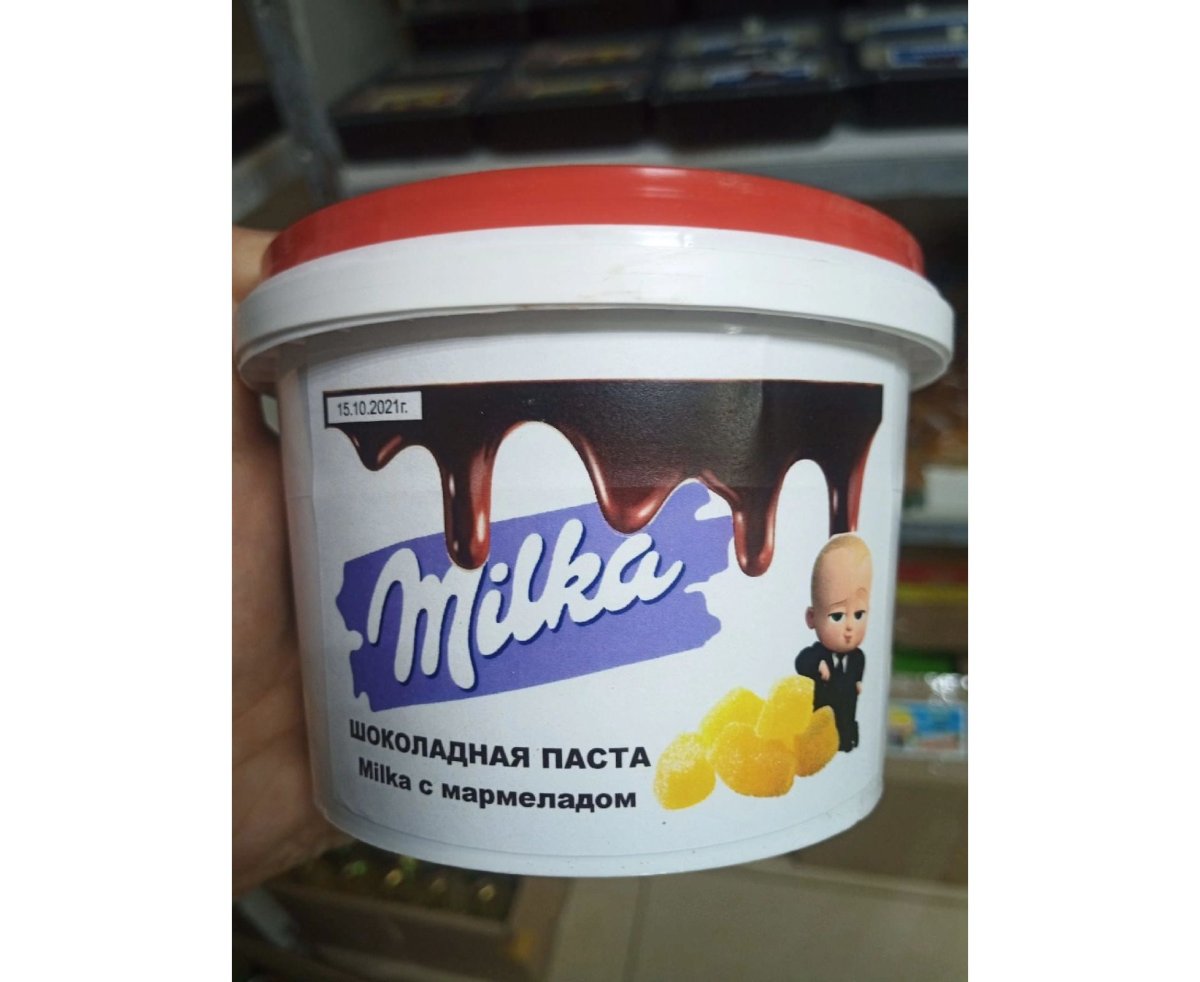 15.10.2021г.
Milka
ШОКОЛАДНАЯ ПАСТА
Milka с мармеладом